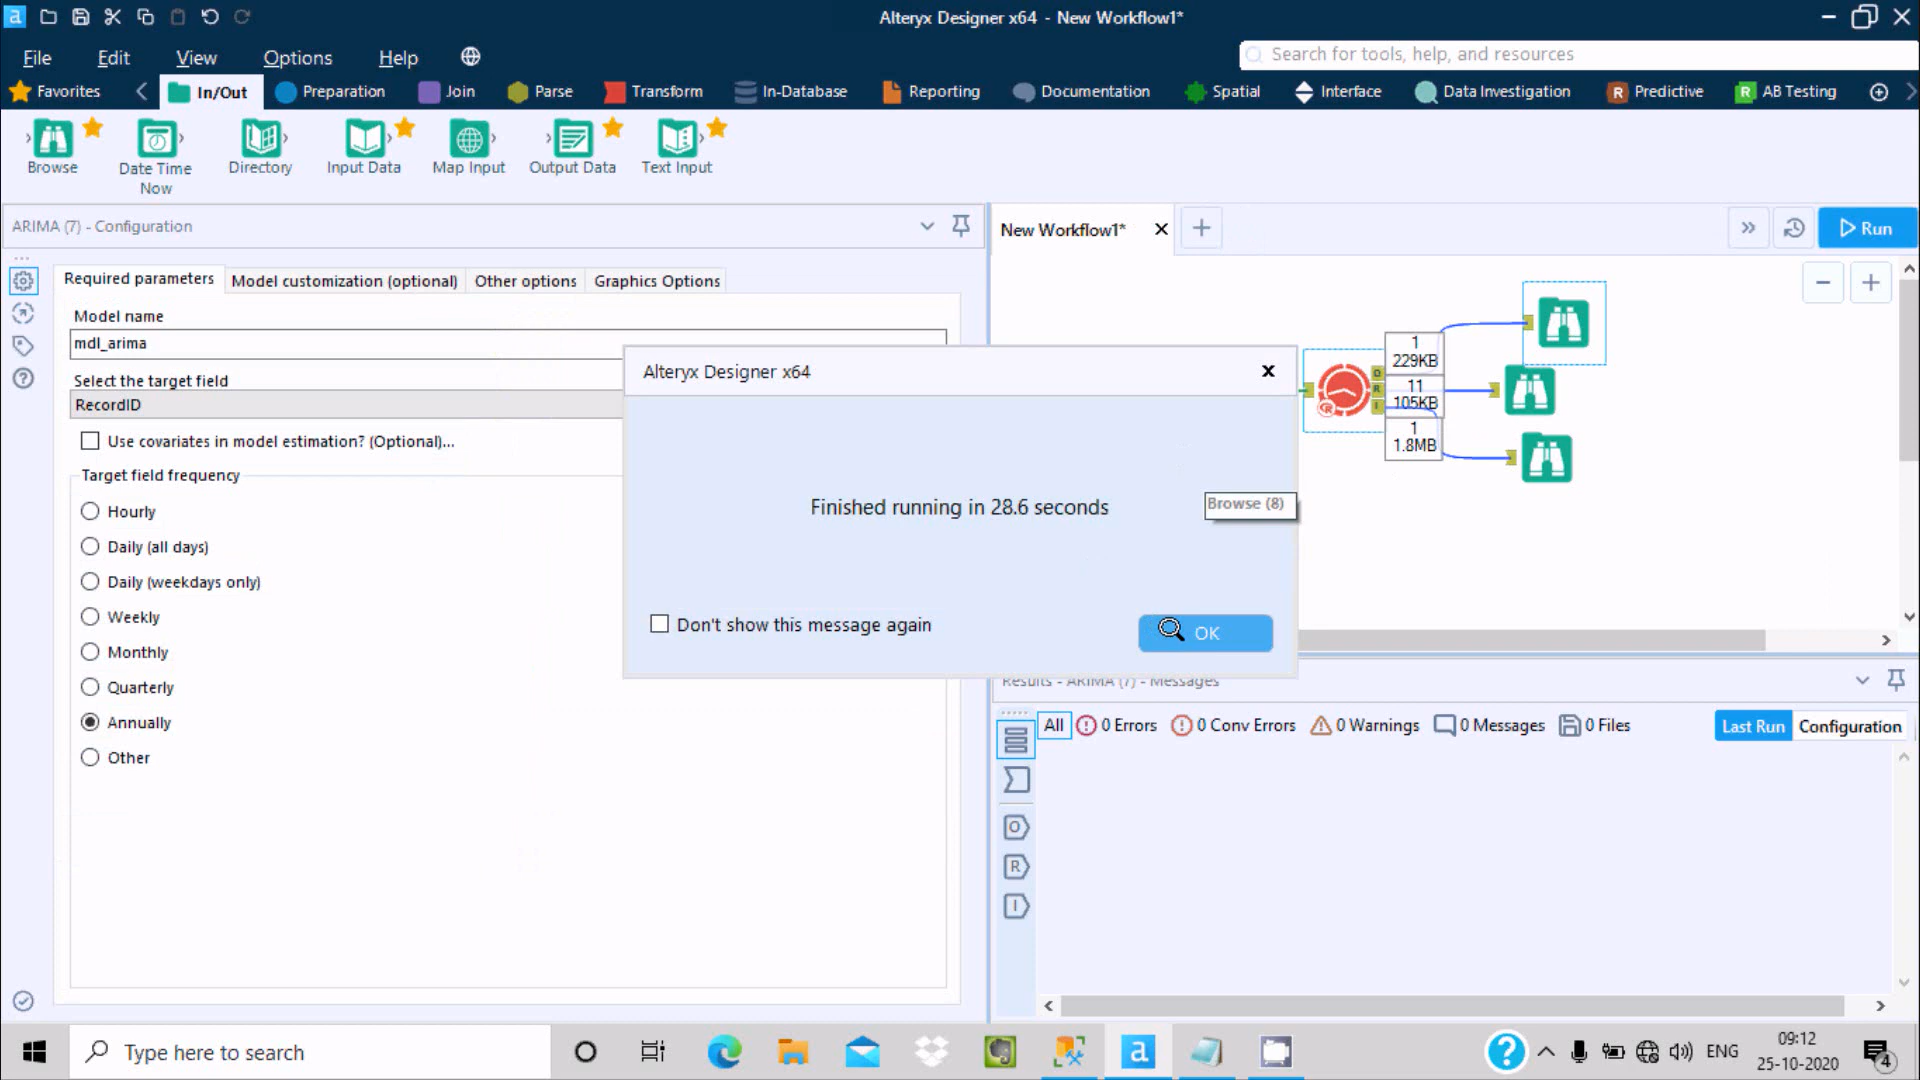 Alteryx Designer x64 - New Workflow1*
File Edit View Options Help
Search for tools, help, and resources
Favorites In/Out Preparation Join Parse Transform In-Database Reporting Documentation Spatial Interface Data Investigation Predictive AB Testing
Browse Date Time Now Directory Input Data Map Input Output Data Text Input
ARIMA (7) - Configuration
New Workflow1*
Run
Required parameters Model customization (optional) Other options Graphics Options
Model name
mdl_arima
Select the target field
RecordID
Use covariates in model estimation? (Optional)...
Target field frequency
Hourly
Daily (all days)
Daily (weekdays only)
Weekly
Monthly
Quarterly
Annually
Other
Alteryx Designer x64
Finished running in 28.6 seconds
Don't show this message again
OK
Browse (8)
1
229KB
11
105KB
1
1.8MB
O
R
I
Results - ARIMA (7) - Messages
All 0 Errors 0 Conv Errors 0 Warnings 0 Messages 0 Files
Last Run Configuration
O
R
I
Type here to search
ENG
09:12
25-10-2020
4